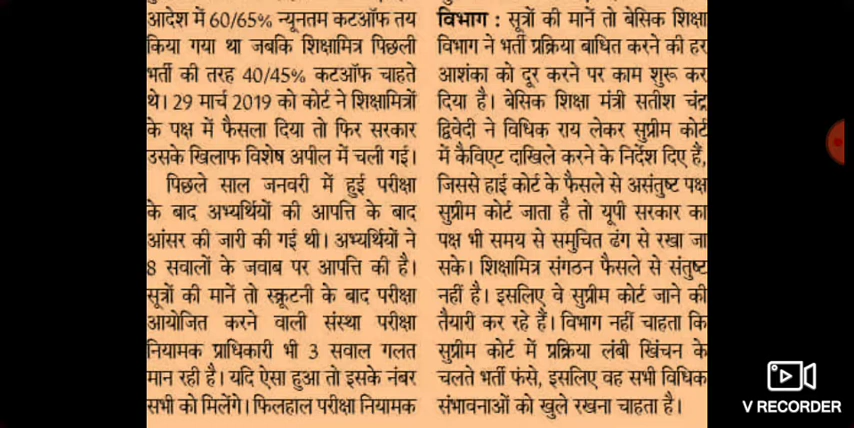 आदेश में 60/65% न्यूनतम कटऑफ तय
किया गया था जबकि शिक्षामित्र पिछली
भर्ती की तरह 40/45% कटऑफ चाहते
थे। 29 मार्च 2019 को कोर्ट ने शिक्षामित्रों
के पक्ष में फैसला दिया तो फिर सरकार
उसके खिलाफ विशेष अपील में चली गई।
पिछले साल जनवरी में हुई परीक्षा
के बाद अभ्यर्थियों की आपत्ति के बाद
आंसर की जारी की गई थी। अभ्यर्थियों ने
8 सवालों के जवाब पर आपत्ति की है।
सूत्रों की मानें तो स्क्रूटनी के बाद परीक्षा
आयोजित करने वाली संस्था परीक्षा
नियामक प्राधिकारी भी 3 सवाल गलत
मान रही है। यदि ऐसा हुआ तो इसके नंबर
सभी को मिलेंगे। फिलहाल परीक्षा नियामक
विभाग : सूत्रों की मानें तो बेसिक शिक्षा
विभाग ने भर्ती प्रक्रिया बाधित करने की हर
आशंका को दूर करने पर काम शुरू कर
दिया है। बेसिक शिक्षा मंत्री सतीश चंद्र
द्विवेदी ने विधिक राय लेकर सुप्रीम कोर्ट
में कैविएट दाखिले करने के निर्देश दिए हैं,
जिससे हाई कोर्ट के फैसले से असंतुष्ट पक्ष
सुप्रीम कोर्ट जाता है तो यूपी सरकार का
पक्ष भी समय से समुचित ढंग से रखा जा
सके। शिक्षामित्र संगठन फैसले से संतुष्ट
नहीं है। इसलिए वे सुप्रीम कोर्ट जाने की
तैयारी कर रहे हैं। विभाग नहीं चाहता कि
सुप्रीम कोर्ट में प्रक्रिया लंबी खिंचन के
चलते भर्ती फंसे, इसलिए वह सभी विधिक
संभावनाओं को खुले रखना चाहता है।
V RECORDER